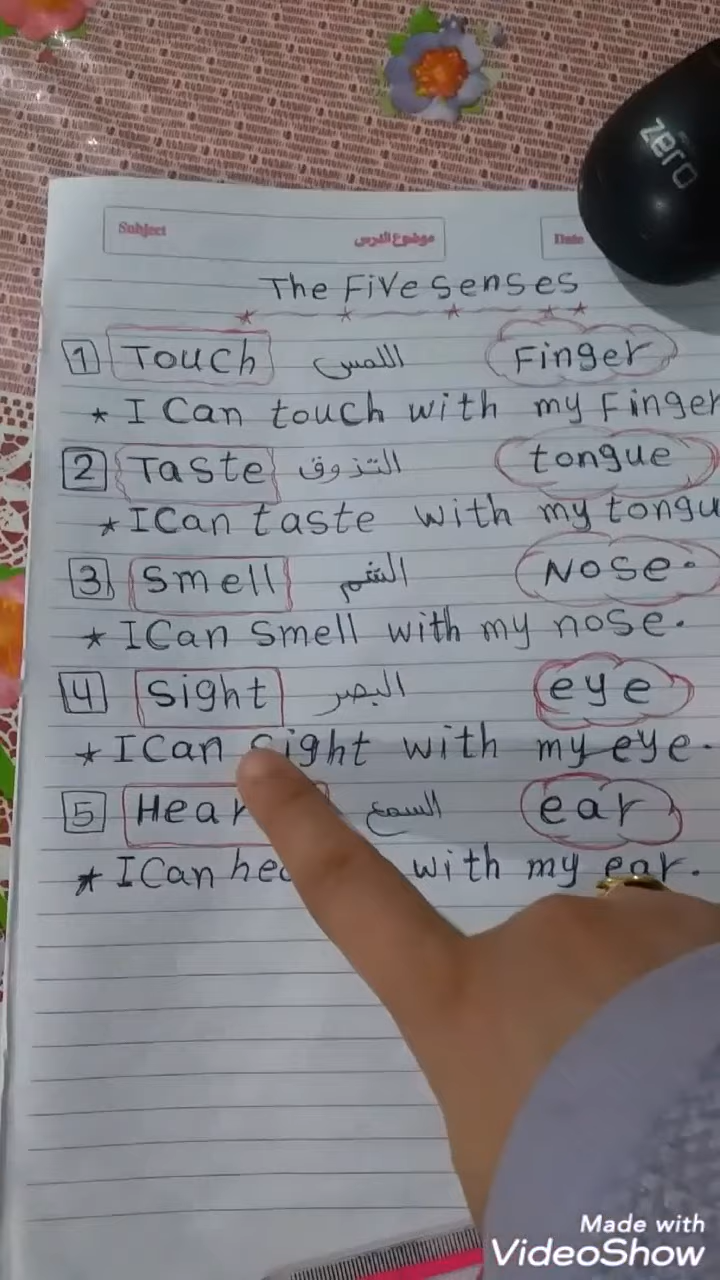 zero
Subject موضوع الدرس Date
The Five Senses
1 Touch اللمس Finger
* I Can touch with my Finger
2 Taste التذوق tongue
* I Can taste with my tongu
3 Smell الشم Nose.
* I Can Smell with my nose.
4 Sight البصر eye
* I Can Sight with my eye.
5 Hear السمع ear
* I Can with my ear.
Made with
VideoShow